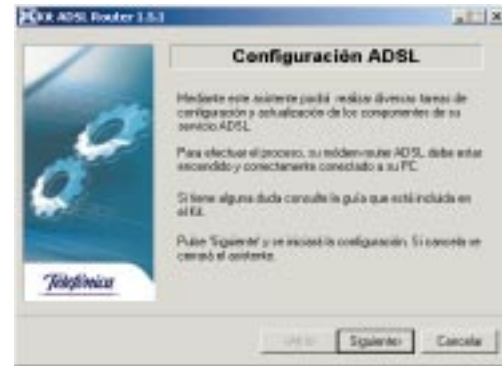 Kit ADSL Router 1.5.1
Configuración ADSL
Mediante este asistente podrá realizar diversas tareas de
configuración y actualización de los componentes de su
servicio ADSL.
Para efectuar el proceso, su módem-router ADSL debe estar
encendido y correctamente conectado a su PC.
Si tiene alguna duda consulte la guía que está incluida en
el Kit.
Pulse 'Siguiente' y se iniciará la configuración. Si cancela se
cerrará el asistente.
Telefónica
Siguiente>
Cancelar